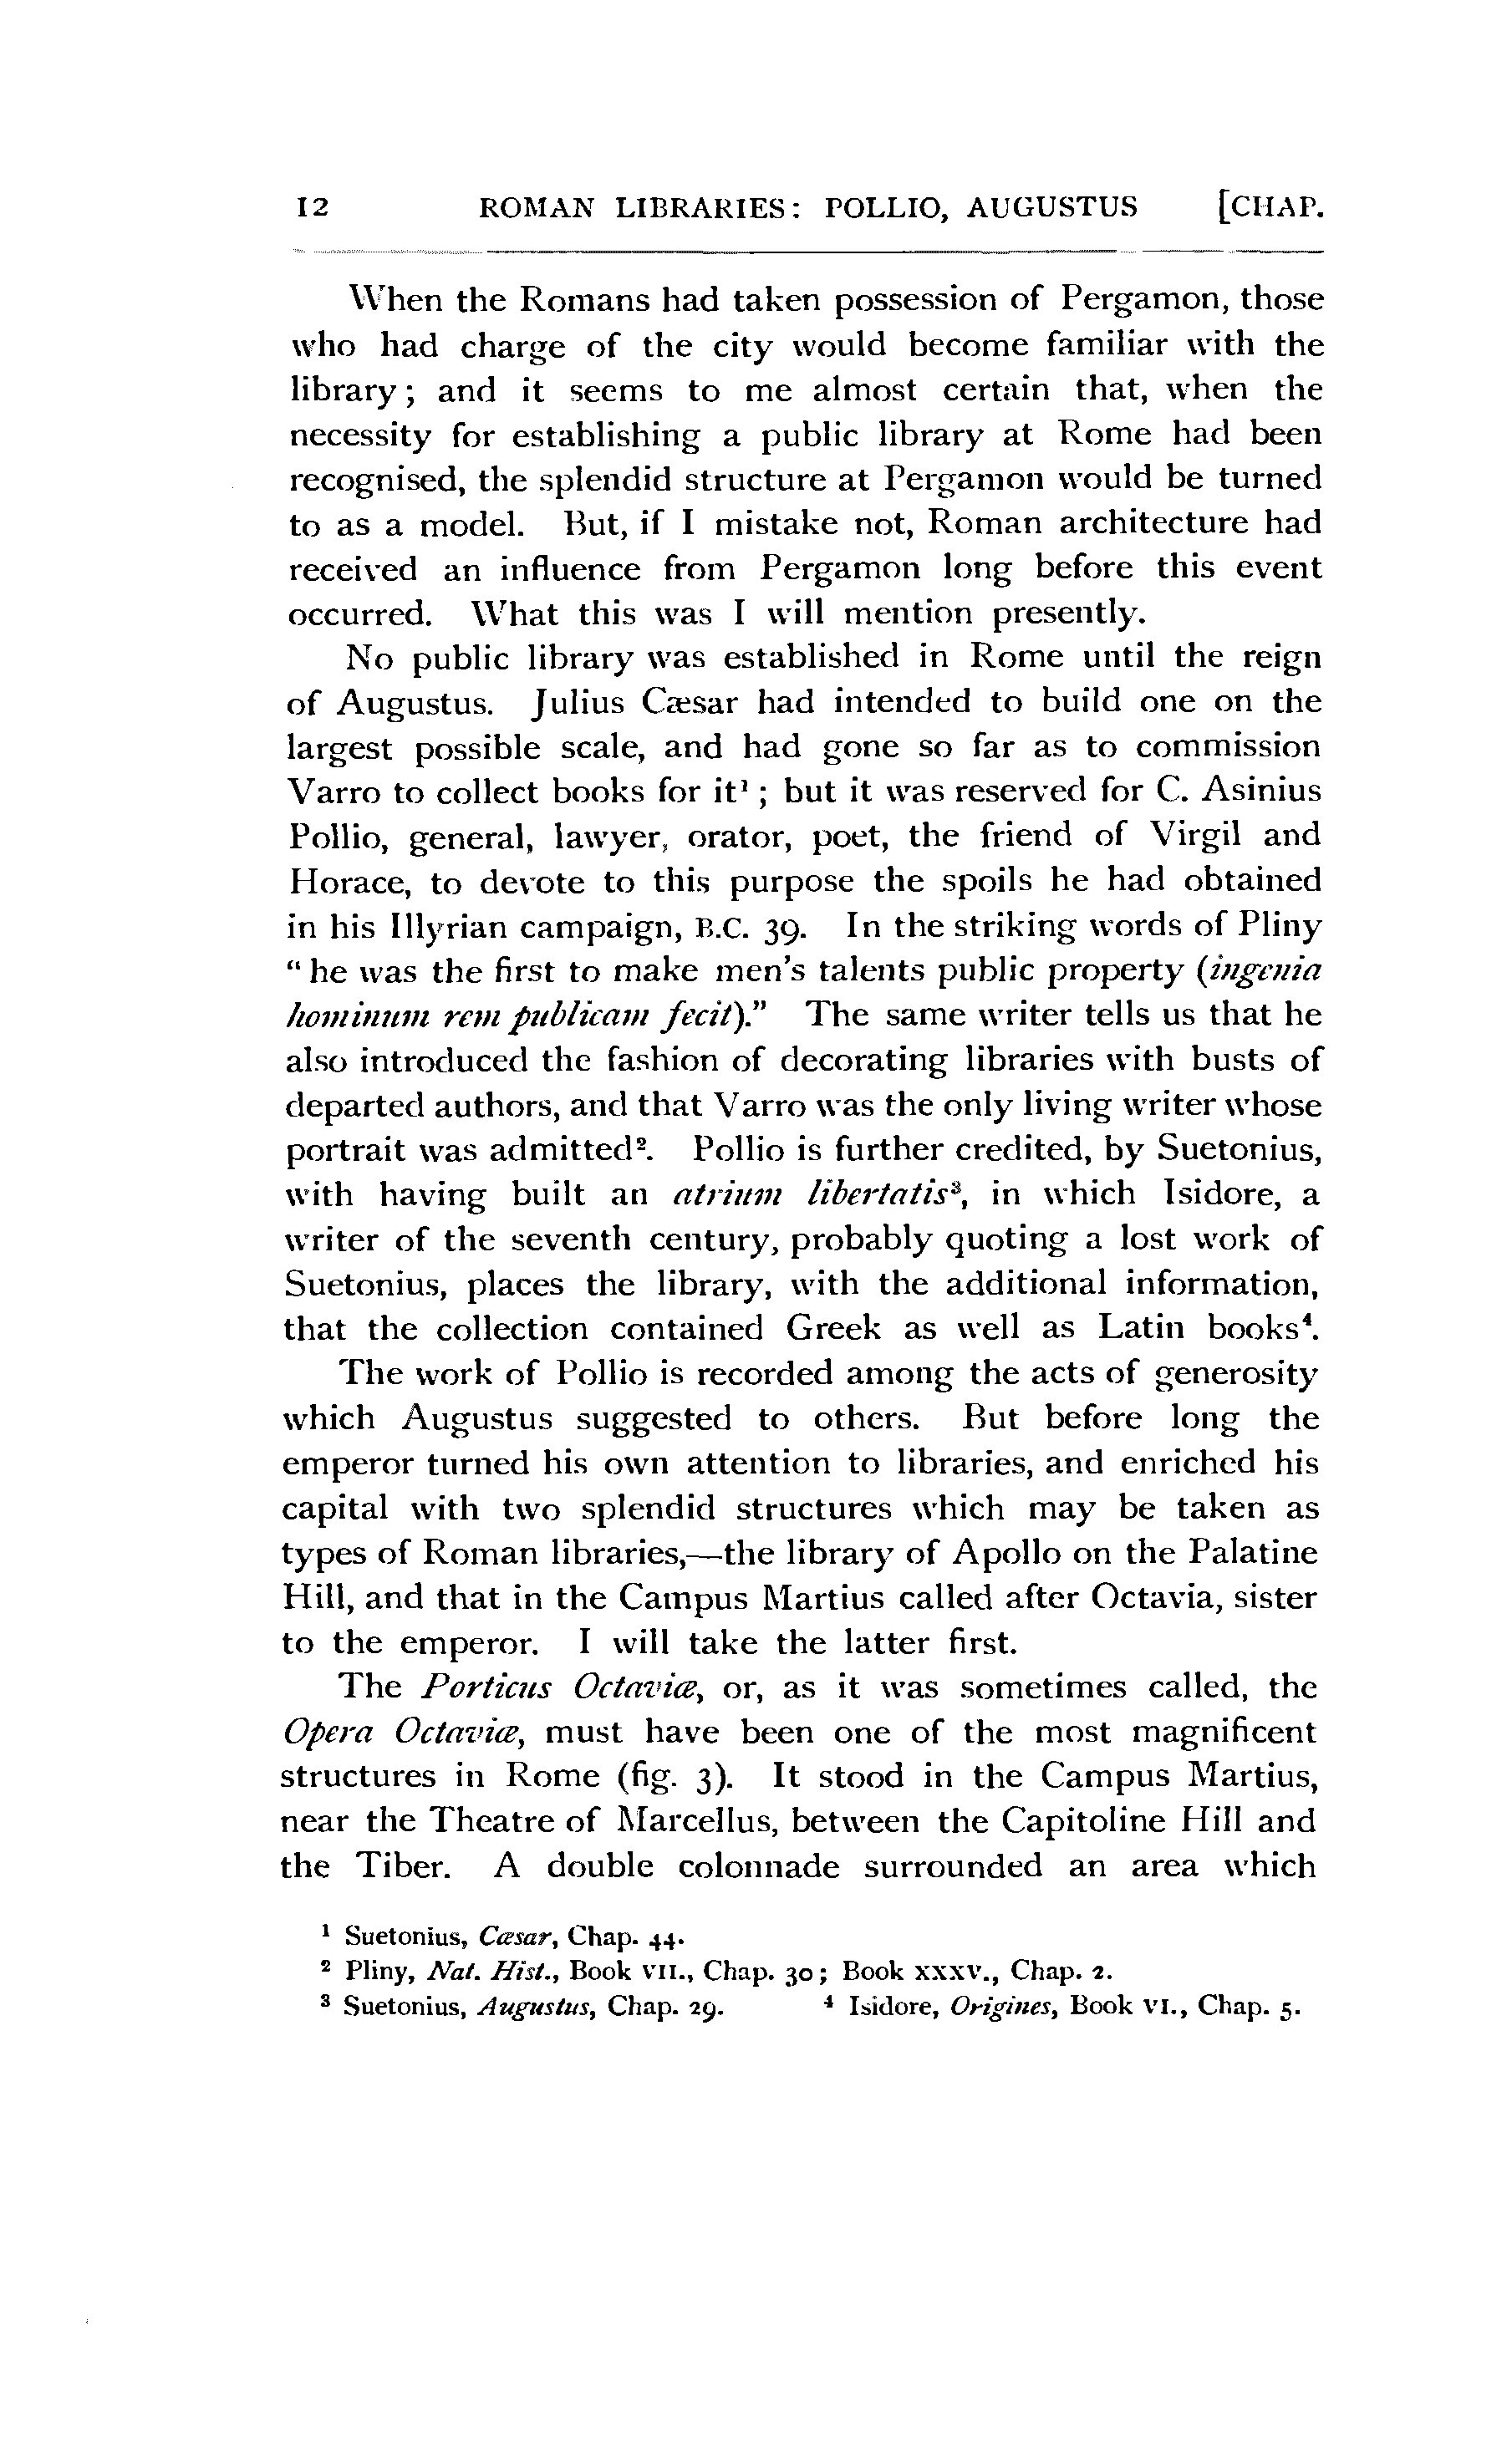 12 ROMAN LIBRARIES: POLLIO, AUGUSTUS [CHAP.
When the Romans had taken possession of Pergamon, those
who had charge of the city would become familiar with the
library; and it seems to me almost certain that, when the
necessity for establishing a public library at Rome had been
recognised, the splendid structure at Pergamon would be turned
to as a model. But, if I mistake not, Roman architecture had
received an influence from Pergamon long before this event
occurred. What this was I will mention presently.
No public library was established in Rome until the reign
of Augustus. Julius Cæsar had intended to build one on the
largest possible scale, and had gone so far as to commission
Varro to collect books for it¹; but it was reserved for C. Asinius
Pollio, general, lawyer, orator, poet, the friend of Virgil and
Horace, to devote to this purpose the spoils he had obtained
in his Illyrian campaign, B.C. 39. In the striking words of Pliny
"he was the first to make men's talents public property (ingenia
hominum rem publicam fecit)." The same writer tells us that he
also introduced the fashion of decorating libraries with busts of
departed authors, and that Varro was the only living writer whose
portrait was admitted². Pollio is further credited, by Suetonius,
with having built an atrium libertatis³, in which Isidore, a
writer of the seventh century, probably quoting a lost work of
Suetonius, places the library, with the additional information,
that the collection contained Greek as well as Latin books⁴.
The work of Pollio is recorded among the acts of generosity
which Augustus suggested to others. But before long the
emperor turned his own attention to libraries, and enriched his
capital with two splendid structures which may be taken as
types of Roman libraries,—the library of Apollo on the Palatine
Hill, and that in the Campus Martius called after Octavia, sister
to the emperor. I will take the latter first.
The Porticus Octaviæ, or, as it was sometimes called, the
Opera Octaviæ, must have been one of the most magnificent
structures in Rome (fig. 3). It stood in the Campus Martius,
near the Theatre of Marcellus, between the Capitoline Hill and
the Tiber. A double colonnade surrounded an area which
¹ Suetonius, Cæsar, Chap. 44.
² Pliny, Nat. Hist., Book VII., Chap. 30; Book XXXV., Chap. 2.
³ Suetonius, Augustus, Chap. 29. ⁴ Isidore, Origines, Book VI., Chap. 5.